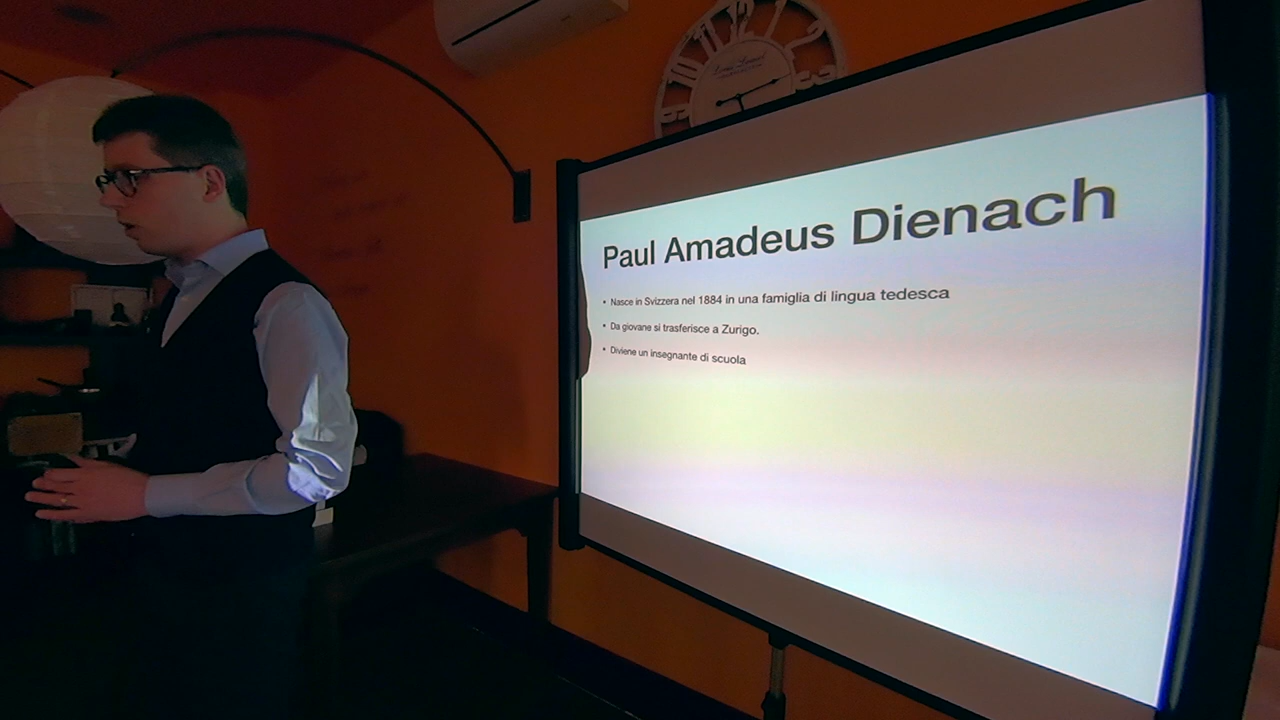 12
Paul Amadeus Dienach
• Nasce in Svizzera nel 1884 in una famiglia di lingua tedesca
• Da giovane si trasferisce a Zurigo.
• Diviene un insegnante di scuola